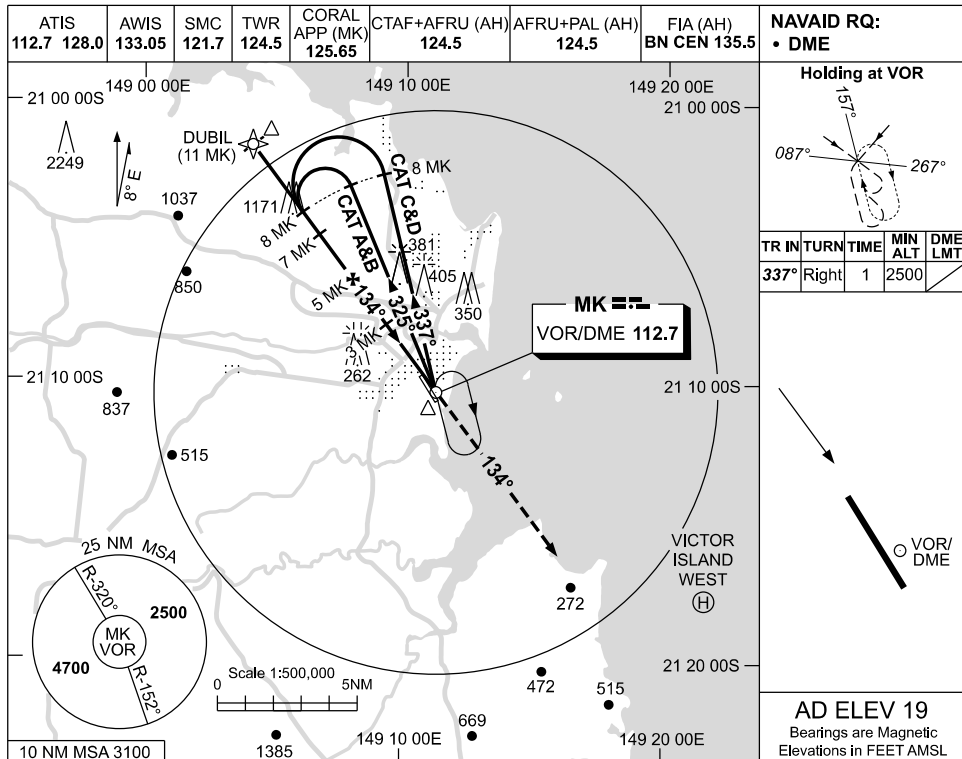 ATIS
112.7 128.0
AWIS
133.05
SMC
121.7
TWR
124.5
CORAL
APP (MK)
125.65
CTAF+AFRU (AH)
124.5
AFRU+PAL (AH)
124.5
FIA (AH)
BN CEN 135.5
NAVAID RQ:
• DME
149 00 00E
149 10 00E
149 20 00E
21 00 00S
21 00 00S
2249
8° E
DUBIL
(11 MK)
1037
1171
8 MK
7 MK
5 MK
3 MK
8 MK
CAT A&B
CAT C&D
134°
325°
337°
381
405
350
262
850
837
515
MK
VOR/DME 112.7
21 10 00S
21 10 00S
134°
VICTOR
ISLAND
WEST
H
272
472
515
669
1385
21 20 00S
25 NM MSA
R-320°
2500
MK
VOR
4700
R-152°
Scale 1:500,000
0
5NM
10 NM MSA 3100
149 10 00E
149 20 00E
Holding at VOR
157°
087°
267°
TR IN TURN TIME MIN ALT DME LMT
337° Right 1 2500
VOR/
DME
AD ELEV 19
Bearings are Magnetic
Elevations in FEET AMSL